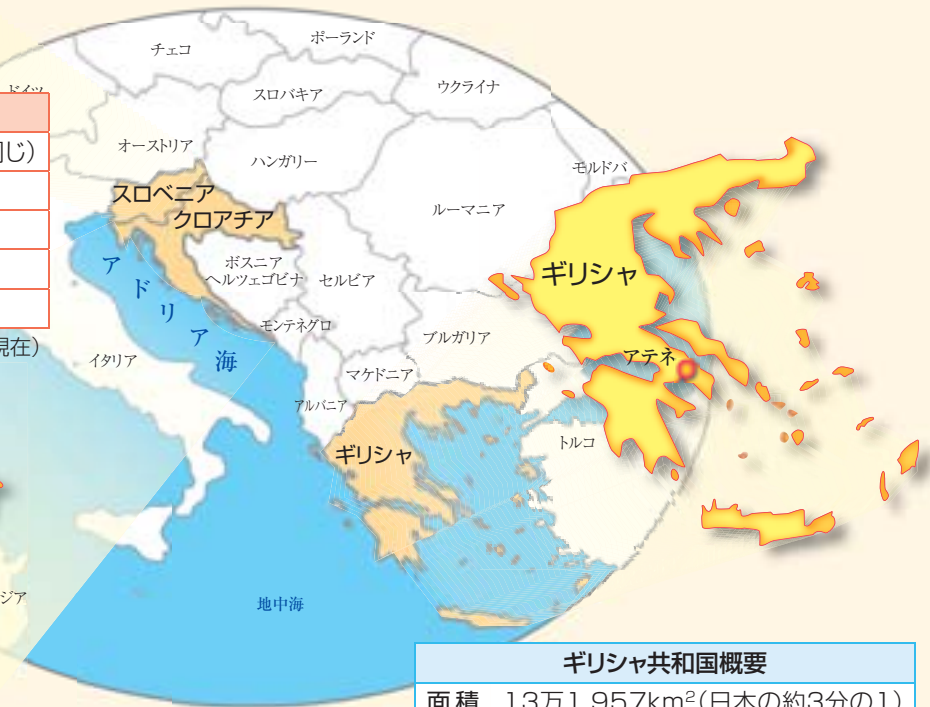 ポーランド
チェコ
ドイツ
ウクライナ
スロバキア
オーストリア
同じ）
ハンガリー
モルドバ
スロベニア
クロアチア
ルーマニア
ボスニア
ヘルツェゴビナ
セルビア
ギリシャ
アドリア海
モンテネグロ
ブルガリア
現在）
イタリア
アテネ
マケドニア
アルバニア
トルコ
ギリシャ
ジア
地中海
ギリシャ共和国概要
面積 13万1,957km²（日本の約3分の1）